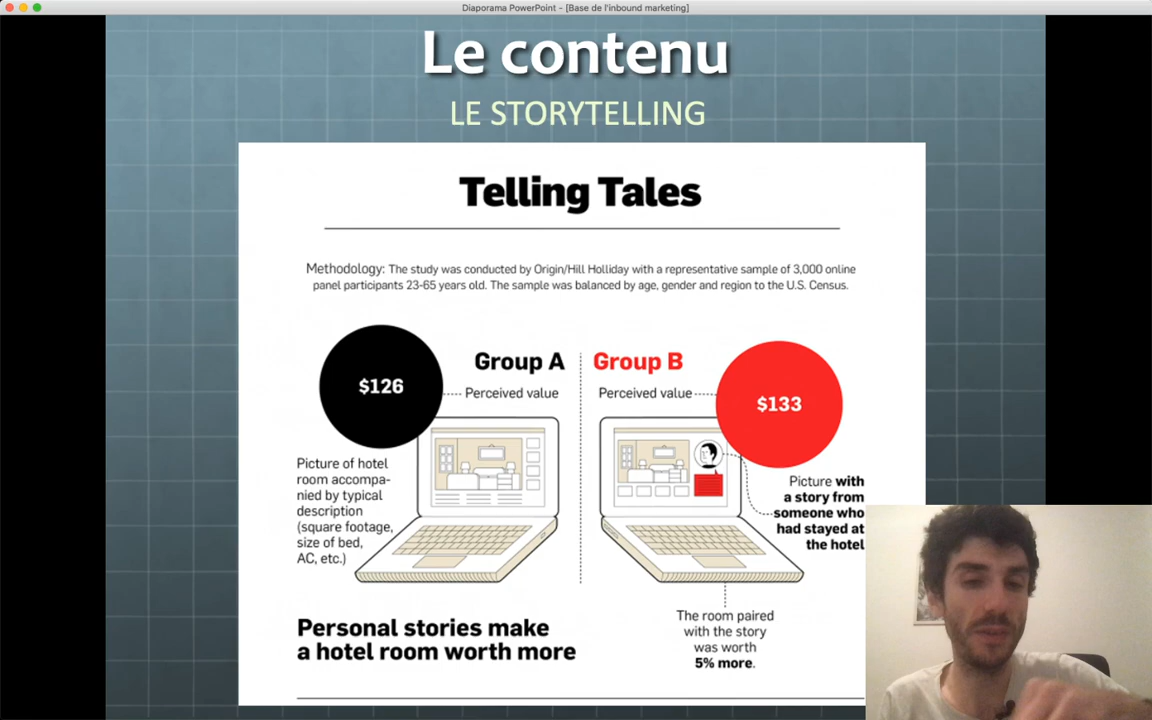 Diaporama PowerPoint - [Base de l'inbound marketing]
Le contenu
LE STORYTELLING
Telling Tales
Methodology: The study was conducted by Origin/Hill Holliday with a representative sample of 3,000 online
panel participants 23-65 years old. The sample was balanced by age, gender and region to the U.S. Census.
Group A
$126
Perceived value
Picture of hotel
room accompa-
nied by typical
description
(square footage,
size of bed,
AC, etc.)
Group B
$133
Perceived value
Picture with
a story from
someone who
had stayed at
the hotel
The room paired
with the story
was worth
5% more.
Personal stories make
a hotel room worth more